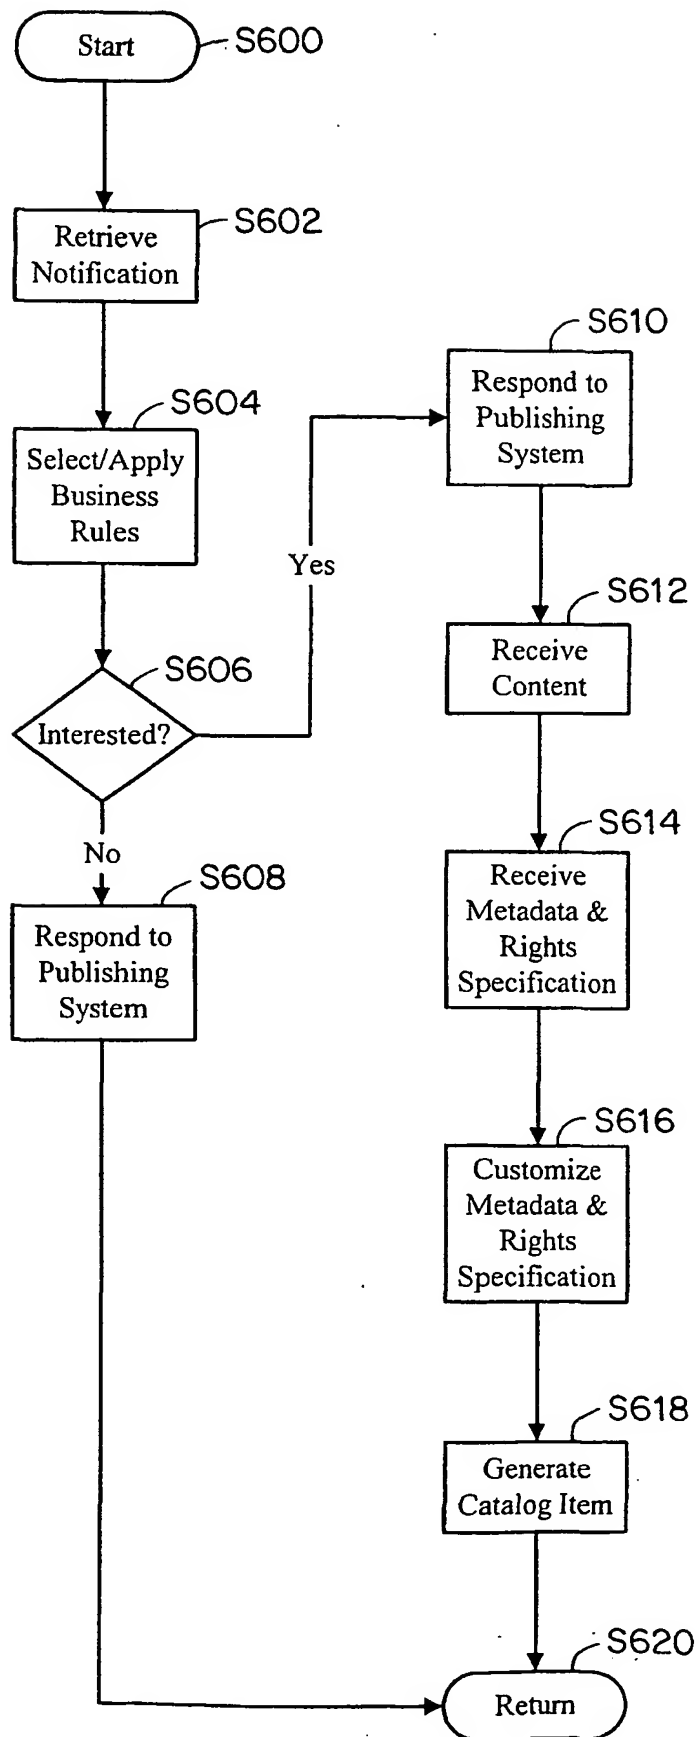 Start
S600
S602
Retrieve
Notification
S604
Select/Apply
Business
Rules
S606
Interested?
Yes
No
S608
Respond to
Publishing
System
S610
Respond to
Publishing
System
S612
Receive
Content
S614
Receive
Metadata &
Rights
Specification
S616
Customize
Metadata &
Rights
Specification
S618
Generate
Catalog Item
S620
Return